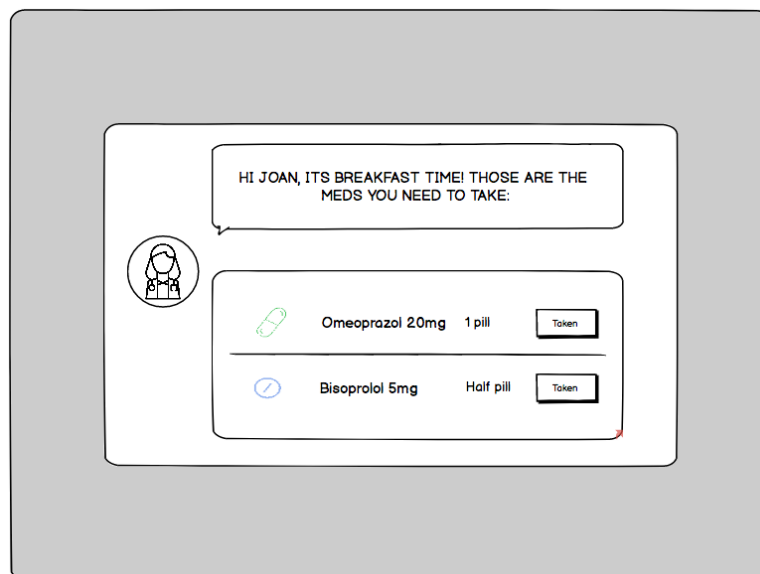 HI JOAN, ITS BREAKFAST TIME! THOSE ARE THE
MEDS YOU NEED TO TAKE:
Omeoprazol 20mg 1 pill Taken
Bisoprolol 5mg Half pill Taken